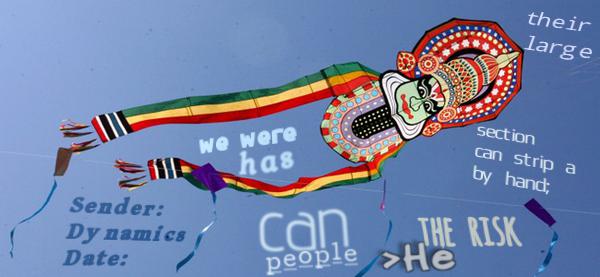 their
large
we were
has
section
can strip a
by hand;
Sender:
Dynamics
Date:
can
people
THE RISK
>He